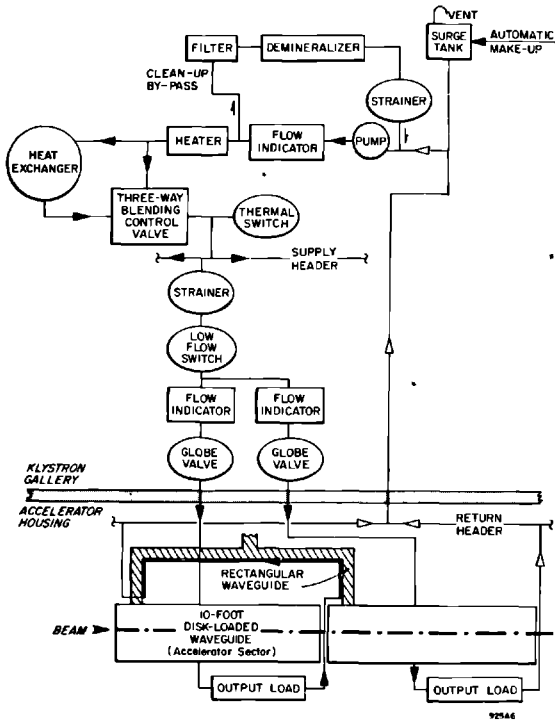 VENT
SURGE
TANK
AUTOMATIC
MAKE-UP
FILTER
DEMINERALIZER
CLEAN-UP
BY-PASS
STRAINER
HEATER
FLOW
INDICATOR
PUMP
HEAT
EXCHANGER
THREE-WAY
BLENDING
CONTROL
VALVE
THERMAL
SWITCH
SUPPLY
HEADER
STRAINER
LOW
FLOW
SWITCH
FLOW
INDICATOR
FLOW
INDICATOR
GLOBE
VALVE
GLOBE
VALVE
KLYSTRON
GALLERY
ACCELERATOR
HOUSING
RETURN
HEADER
RECTANGULAR
WAVEGUIDE
BEAM
10-FOOT
DISK-LOADED
WAVEGUIDE
(Accelerator Sector)
OUTPUT LOAD
OUTPUT LOAD
925A6